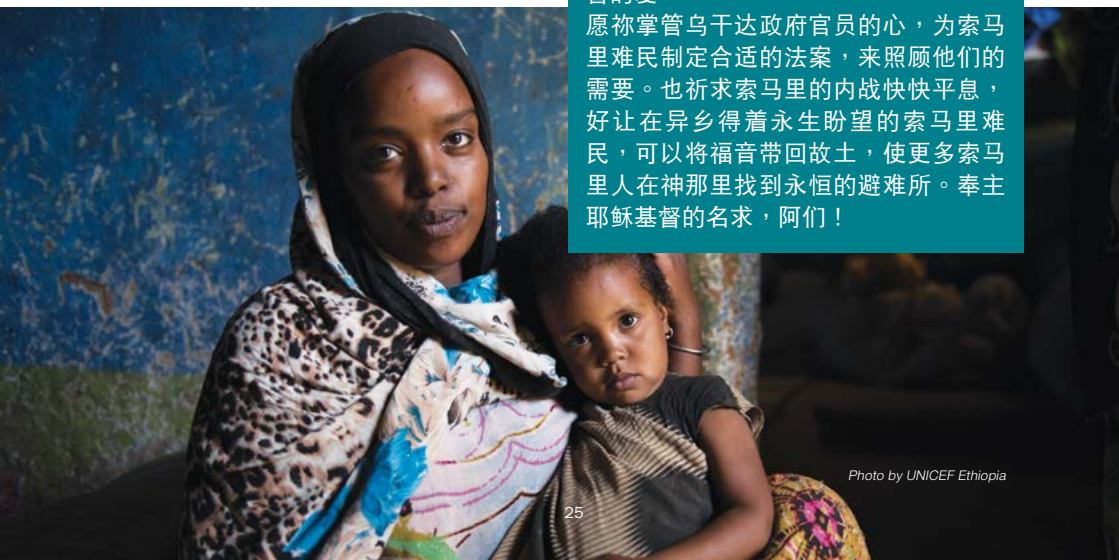 愿祢掌管乌干达政府官员的心，为索马
里难民制定合适的法案，来照顾他们的
需要。也祈求索马里的内战快快平息，
好让在异乡得着永生盼望的索马里难
民，可以将福音带回故土，使更多索马
里人在神那里找到永恒的避难所。奉主
耶稣基督的名求，阿们！
Photo by UNICEF Ethiopia
25